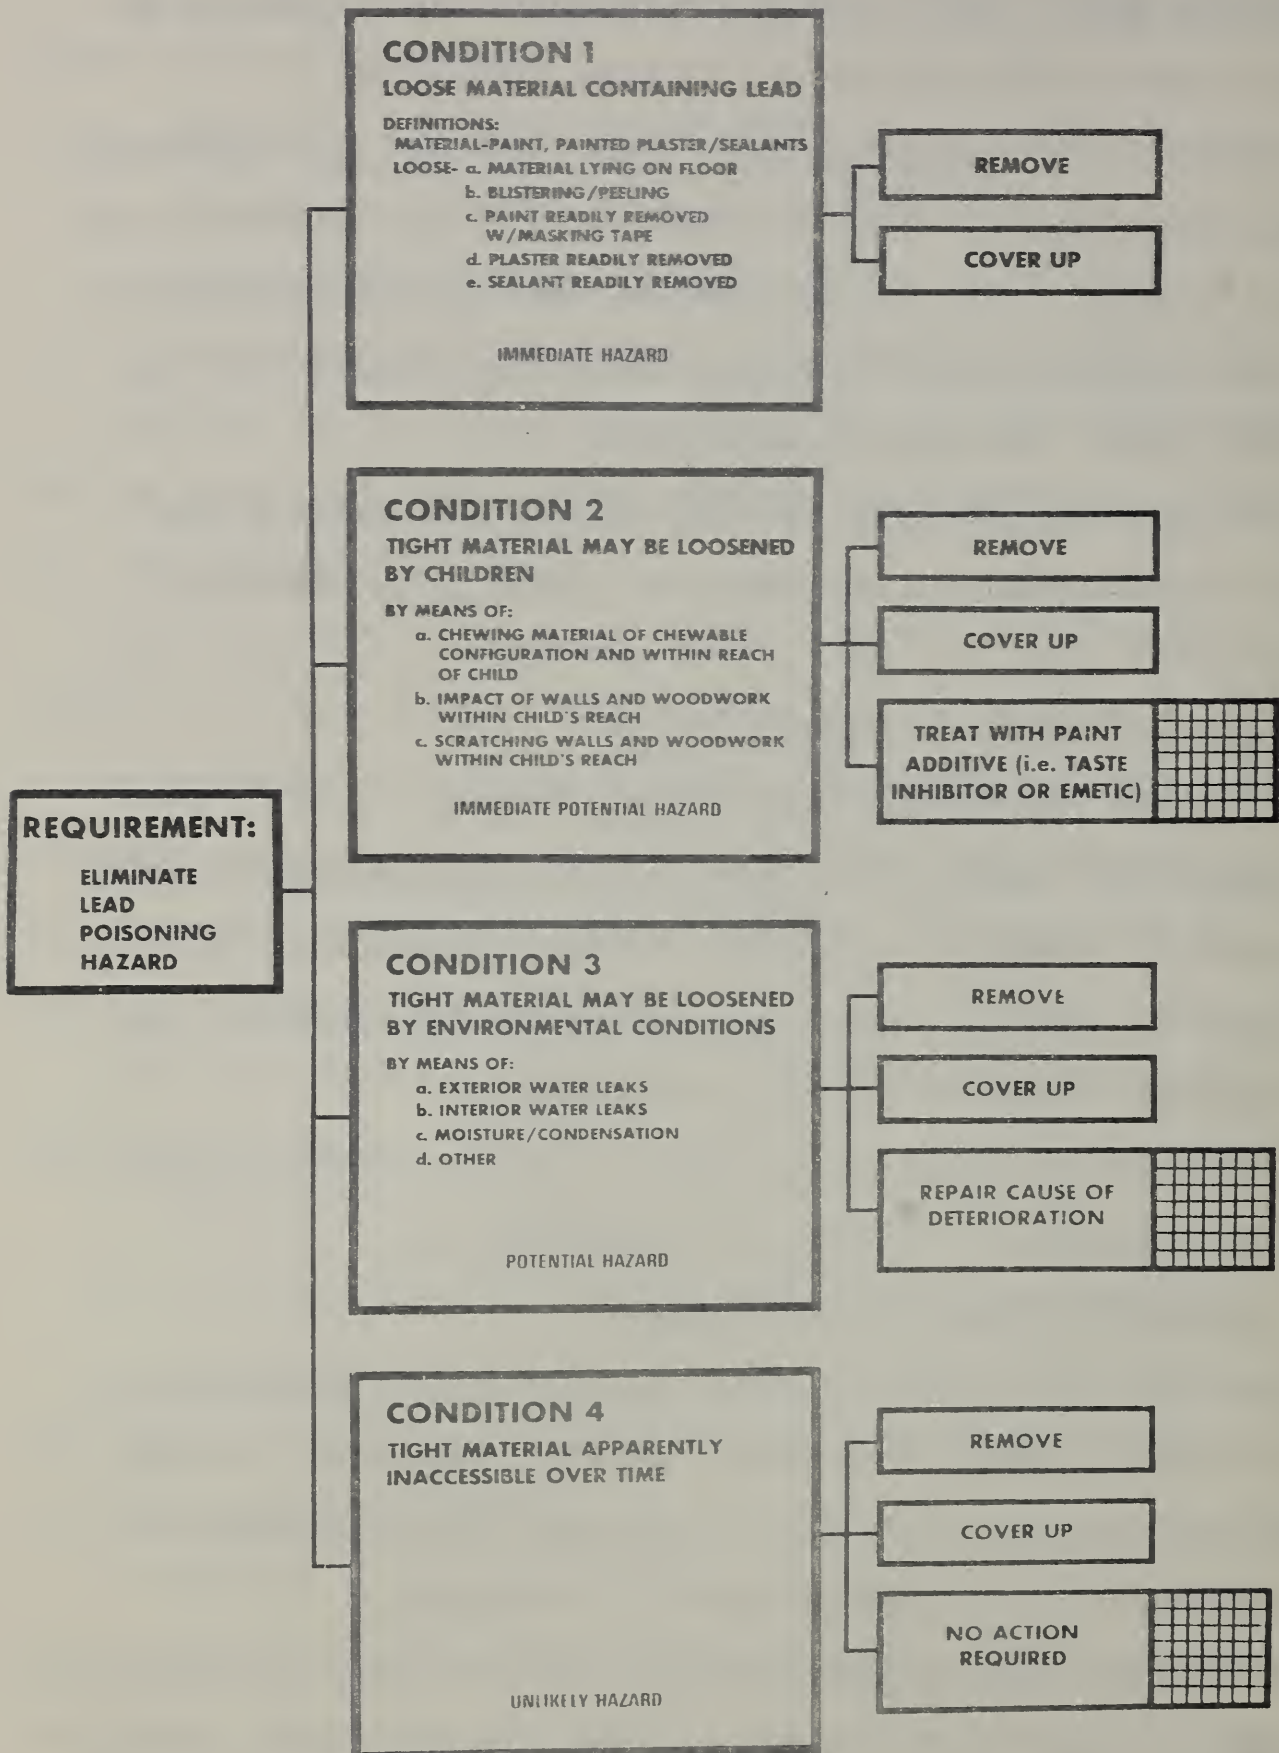 REQUIREMENT:
ELIMINATE
LEAD
POISONING
HAZARD
CONDITION 1
LOOSE MATERIAL CONTAINING LEAD
DEFINITIONS:
MATERIAL-PAINT, PAINTED PLASTER/SEALANTS
LOOSE- a. MATERIAL LYING ON FLOOR
b. BLISTERING/PEELING
c. PAINT READILY REMOVED
W/MASKING TAPE
d. PLASTER READILY REMOVED
e. SEALANT READILY REMOVED
IMMEDIATE HAZARD
REMOVE
COVER UP
CONDITION 2
TIGHT MATERIAL MAY BE LOOSENED
BY CHILDREN
BY MEANS OF:
a. CHEWING MATERIAL OF CHEWABLE
CONFIGURATION AND WITHIN REACH
OF CHILD
b. IMPACT OF WALLS AND WOODWORK
WITHIN CHILD'S REACH
c. SCRATCHING WALLS AND WOODWORK
WITHIN CHILD'S REACH
IMMEDIATE POTENTIAL HAZARD
REMOVE
COVER UP
TREAT WITH PAINT
ADDITIVE (i.e. TASTE
INHIBITOR OR EMETIC)
CONDITION 3
TIGHT MATERIAL MAY BE LOOSENED
BY ENVIRONMENTAL CONDITIONS
BY MEANS OF:
a. EXTERIOR WATER LEAKS
b. INTERIOR WATER LEAKS
c. MOISTURE/CONDENSATION
d. OTHER
POTENTIAL HAZARD
REMOVE
COVER UP
REPAIR CAUSE OF
DETERIORATION
CONDITION 4
TIGHT MATERIAL APPARENTLY
INACCESSIBLE OVER TIME
UNLIKELY HAZARD
REMOVE
COVER UP
NO ACTION
REQUIRED